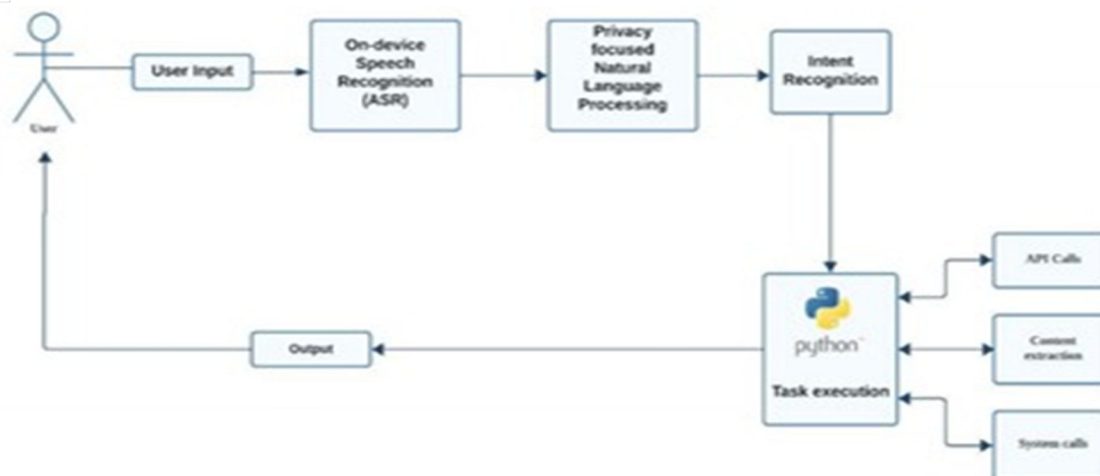 User Input
On-device
Speech
Recognition
(ASR)
Privacy
focused
Natural
Language
Processing
Intent
Recognition
User
API Calls
python
Content
extraction
Output
Task execution
System calls